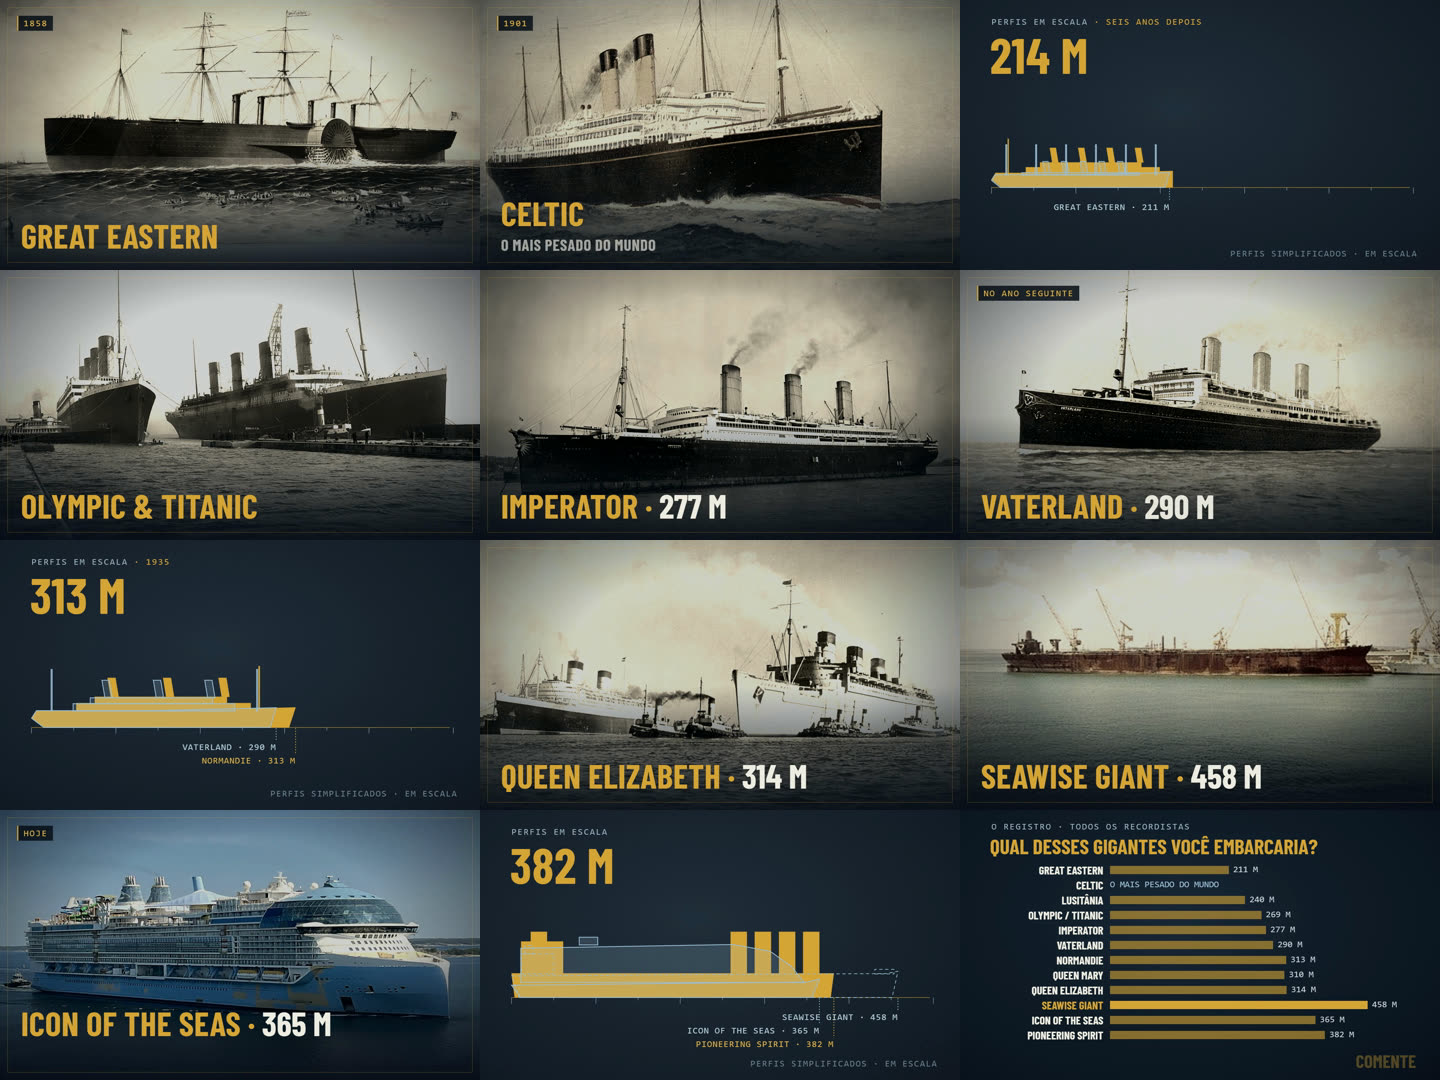 1858
GREAT EASTERN
1901
CELTIC
O MAIS PESADO DO MUNDO
PERFIS EM ESCALA · SEIS ANOS DEPOIS
214 M
GREAT EASTERN · 211 M
PERFIS SIMPLIFICADOS · EM ESCALA
OLYMPIC & TITANIC
IMPERATOR · 277 M
NO ANO SEGUINTE
VATERLAND · 290 M
PERFIS EM ESCALA · 1935
313 M
VATERLAND · 290 M
NORMANDIE · 313 M
PERFIS SIMPLIFICADOS · EM ESCALA
QUEEN ELIZABETH · 314 M
SEAWISE GIANT · 458 M
HOJE
ICON OF THE SEAS · 365 M
PERFIS EM ESCALA
382 M
SEAWISE GIANT · 458 M
ICON OF THE SEAS · 365 M
PIONEERING SPIRIT · 382 M
PERFIS SIMPLIFICADOS · EM ESCALA
O REGISTRO · TODOS OS RECORDISTAS
QUAL DESSES GIGANTES VOCÊ EMBARCARIA?
GREAT EASTERN 211 M
CELTIC O MAIS PESADO DO MUNDO
LUSITÂNIA 240 M
OLYMPIC / TITANIC 269 M
IMPERATOR 277 M
VATERLAND 290 M
NORMANDIE 313 M
QUEEN MARY 310 M
QUEEN ELIZABETH 314 M
SEAWISE GIANT 458 M
ICON OF THE SEAS 365 M
PIONEERING SPIRIT 382 M
COMENTE